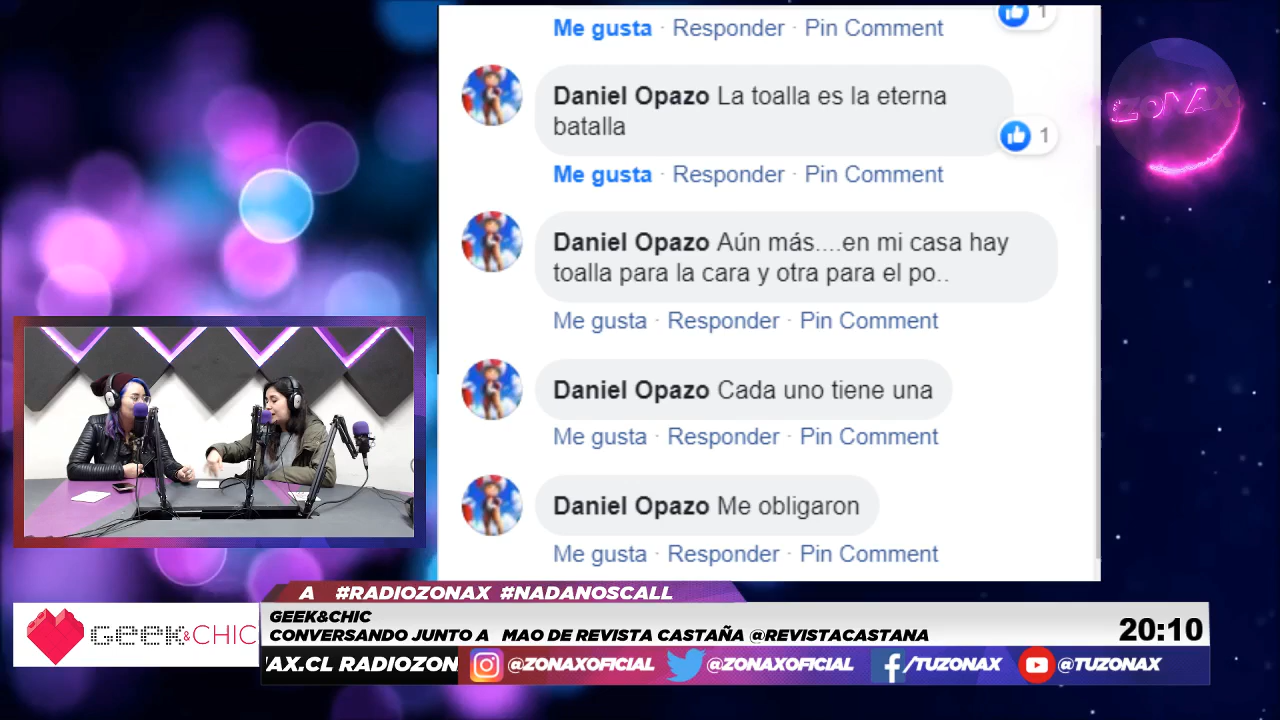 Me gusta · Responder · Pin Comment
1
Daniel Opazo La toalla es la eterna
batalla
1
Me gusta · Responder · Pin Comment
Daniel Opazo Aún más....en mi casa hay
toalla para la cara y otra para el po..
Me gusta · Responder · Pin Comment
Daniel Opazo Cada uno tiene una
Me gusta · Responder · Pin Comment
Daniel Opazo Me obligaron
Me gusta · Responder · Pin Comment
ZONAX
A #RADIOZONAX #NADANOSCALL
GEEK&CHIC
GEEK&CHIC
CONVERSANDO JUNTO A MAO DE REVISTA CASTAÑA @REVISTACASTANA
20:10
AX.CL RADIOZON @ZONAXOFICIAL @ZONAXOFICIAL /TUZONAX @TUZONAX